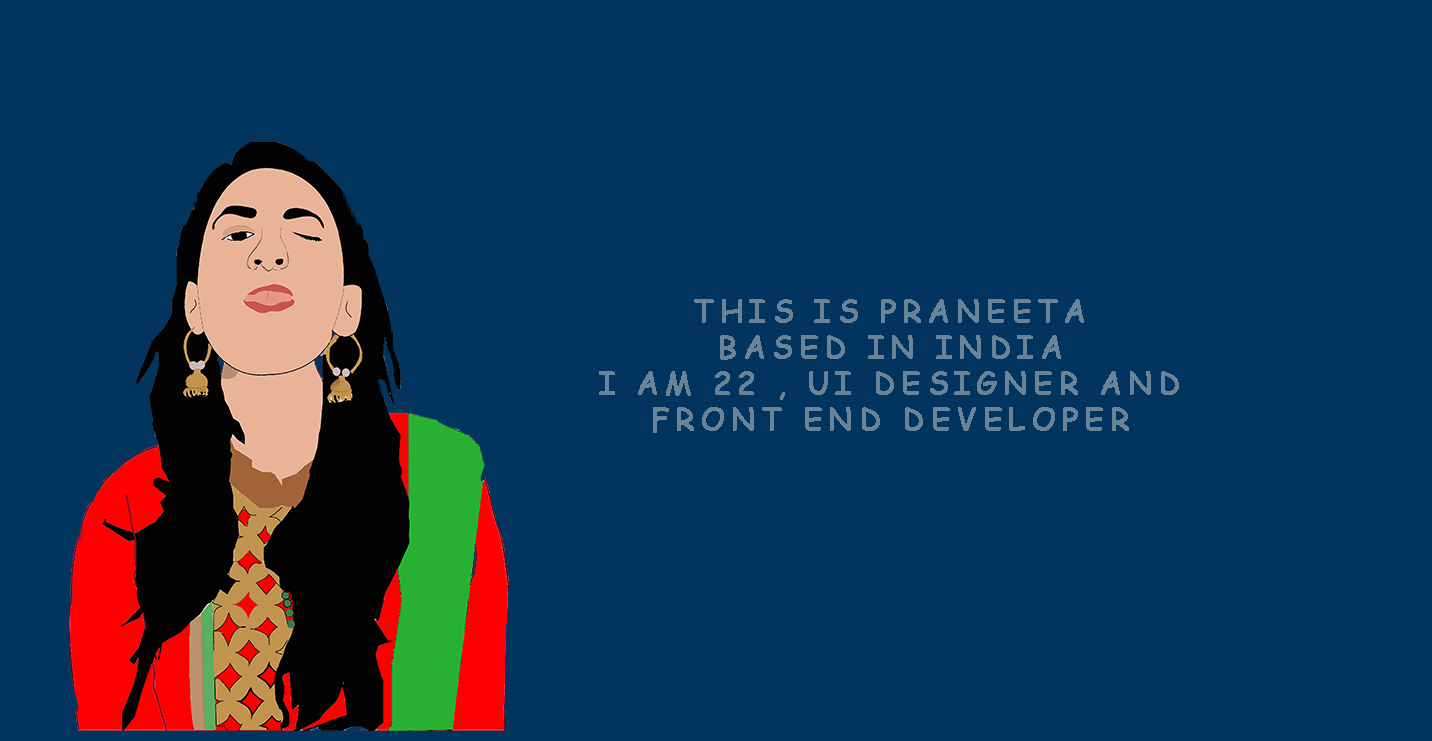 THIS IS PRANEETA
BASED IN INDIA
I AM 22 , UI DESIGNER AND
FRONT END DEVELOPER